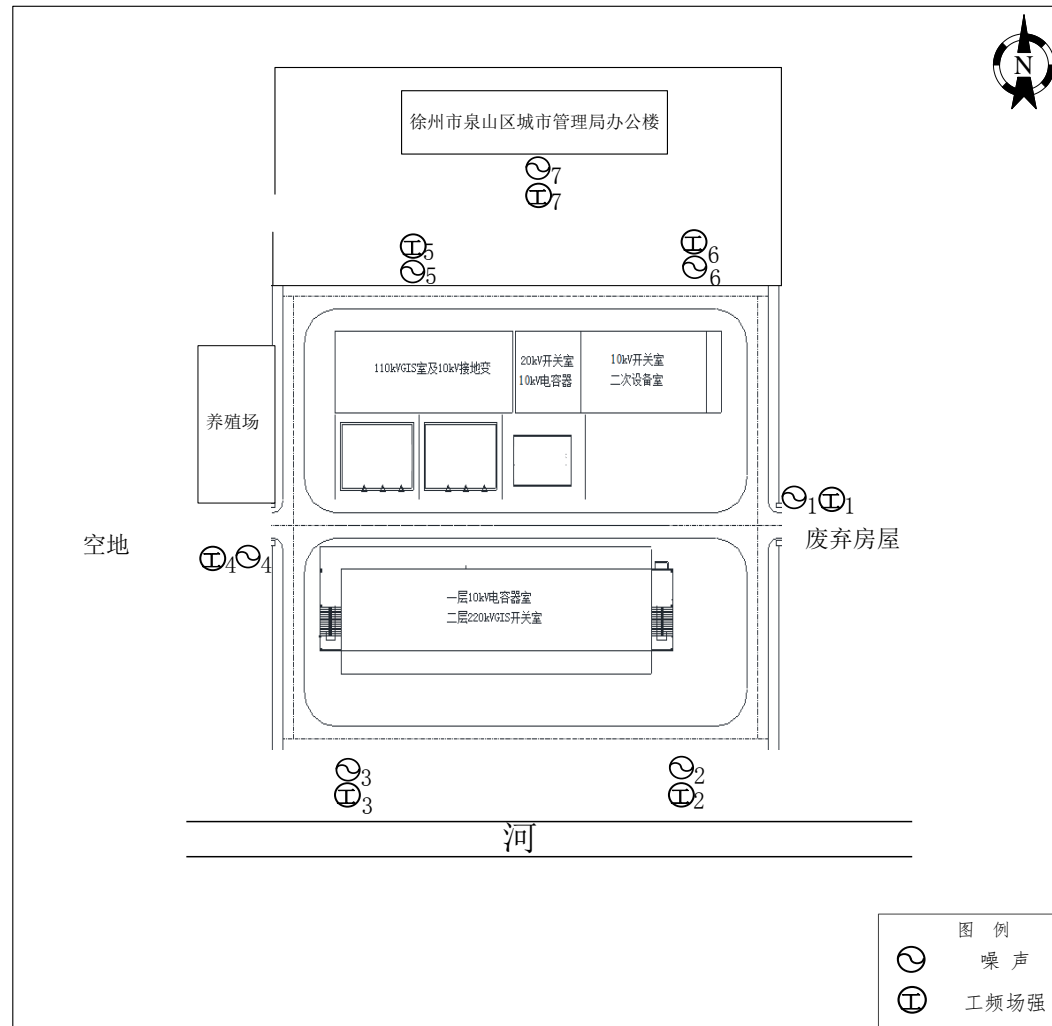 N
徐州市泉山区城市管理局办公楼
7
7
5
6
5
6
110kVGIS室及10kV接地变
20kV开关室
10kV电容器
10kV开关室
二次设备室
养殖场
1 1
空地
废弃房屋
4 4
一层10kV电容器室
二层220kVGIS开关室
3
2
3
2
河
图 例
噪 声
工 工频场强